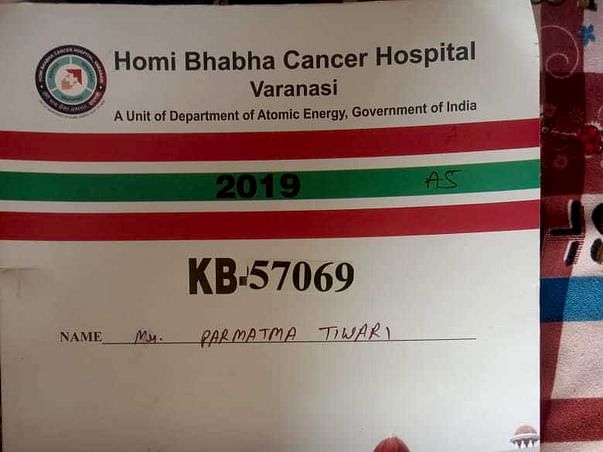 Homi Bhabha Cancer Hospital
Varanasi
A Unit of Department of Atomic Energy, Government of India
2019 AS
KB-57069
NAME Mr. PARMATMA TIWARI